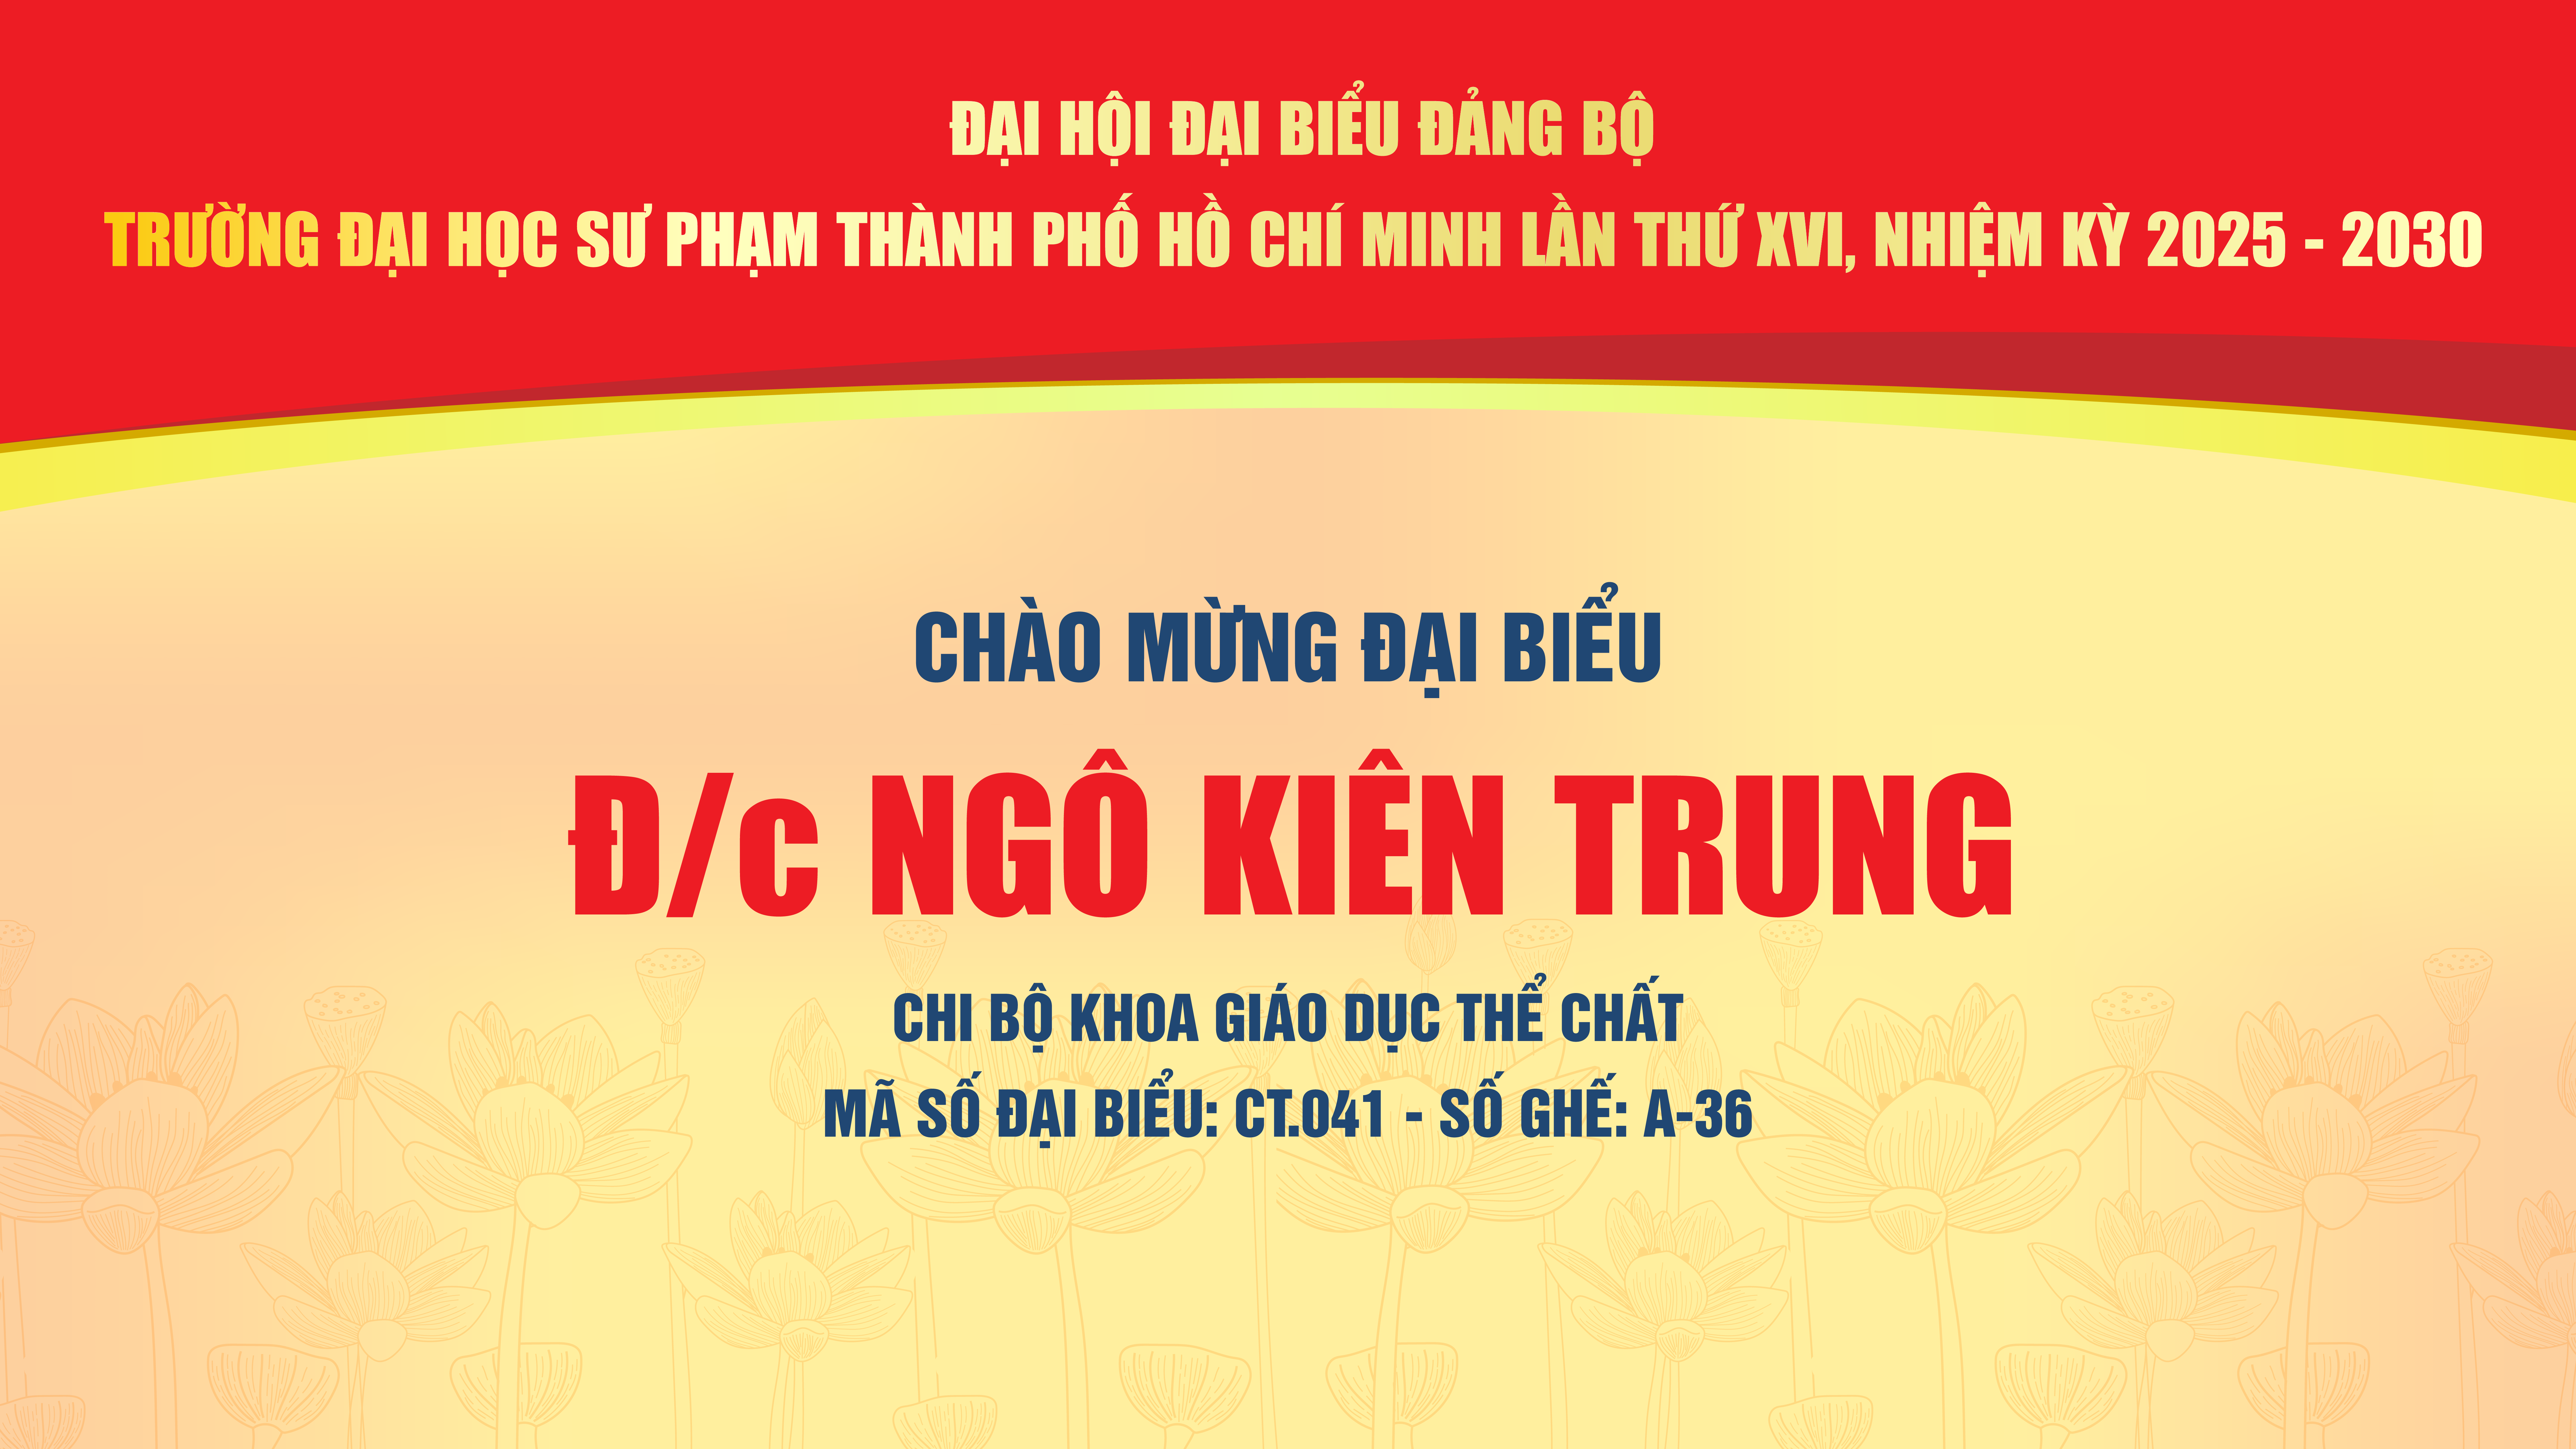 ĐẠI HỘI ĐẠI BIỂU ĐẢNG BỘ
TRƯỜNG ĐẠI HỌC SƯ PHẠM THÀNH PHỐ HỒ CHÍ MINH LẦN THỨ XVI, NHIỆM KỲ 2025 - 2030
CHÀO MỪNG ĐẠI BIỂU
Đ/c NGÔ KIÊN TRUNG
CHI BỘ KHOA GIÁO DỤC THỂ CHẤT
MÃ SỐ ĐẠI BIỂU: CT.041 - SỐ GHẾ: A-36